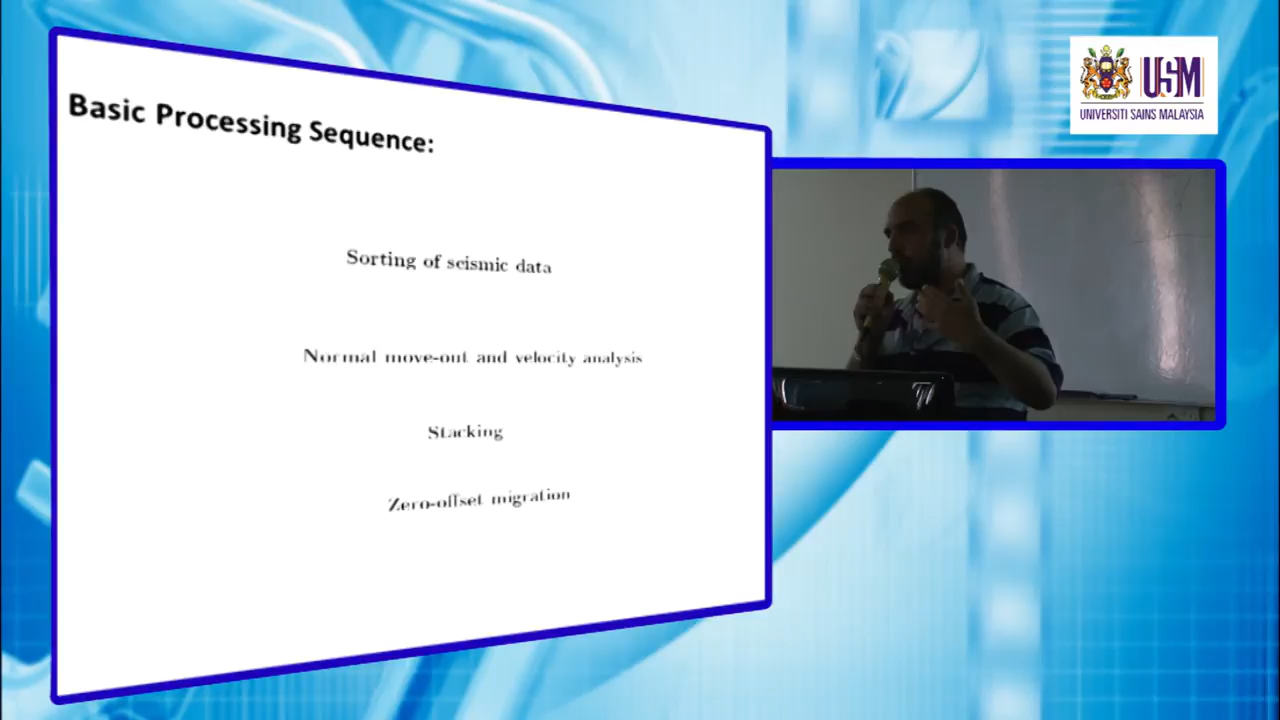 Basic Processing Sequence:
Sorting of seismic data
Normal move-out and velocity analysis
Stacking
Zero-offset migration
USM
UNIVERSITI SAINS MALAYSIA